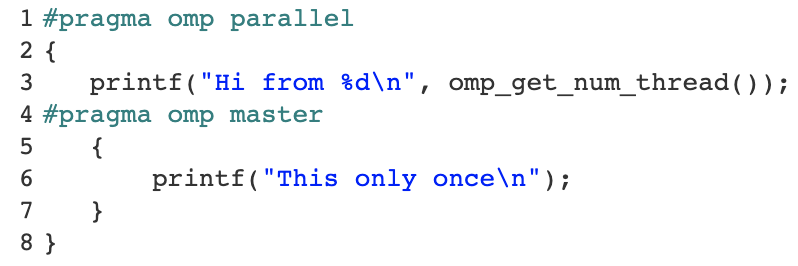 1 #pragma omp parallel
2 {
3    printf("Hi from %d\n", omp_get_num_thread());
4 #pragma omp master
5    {
6        printf("This only once\n");
7    }
8 }